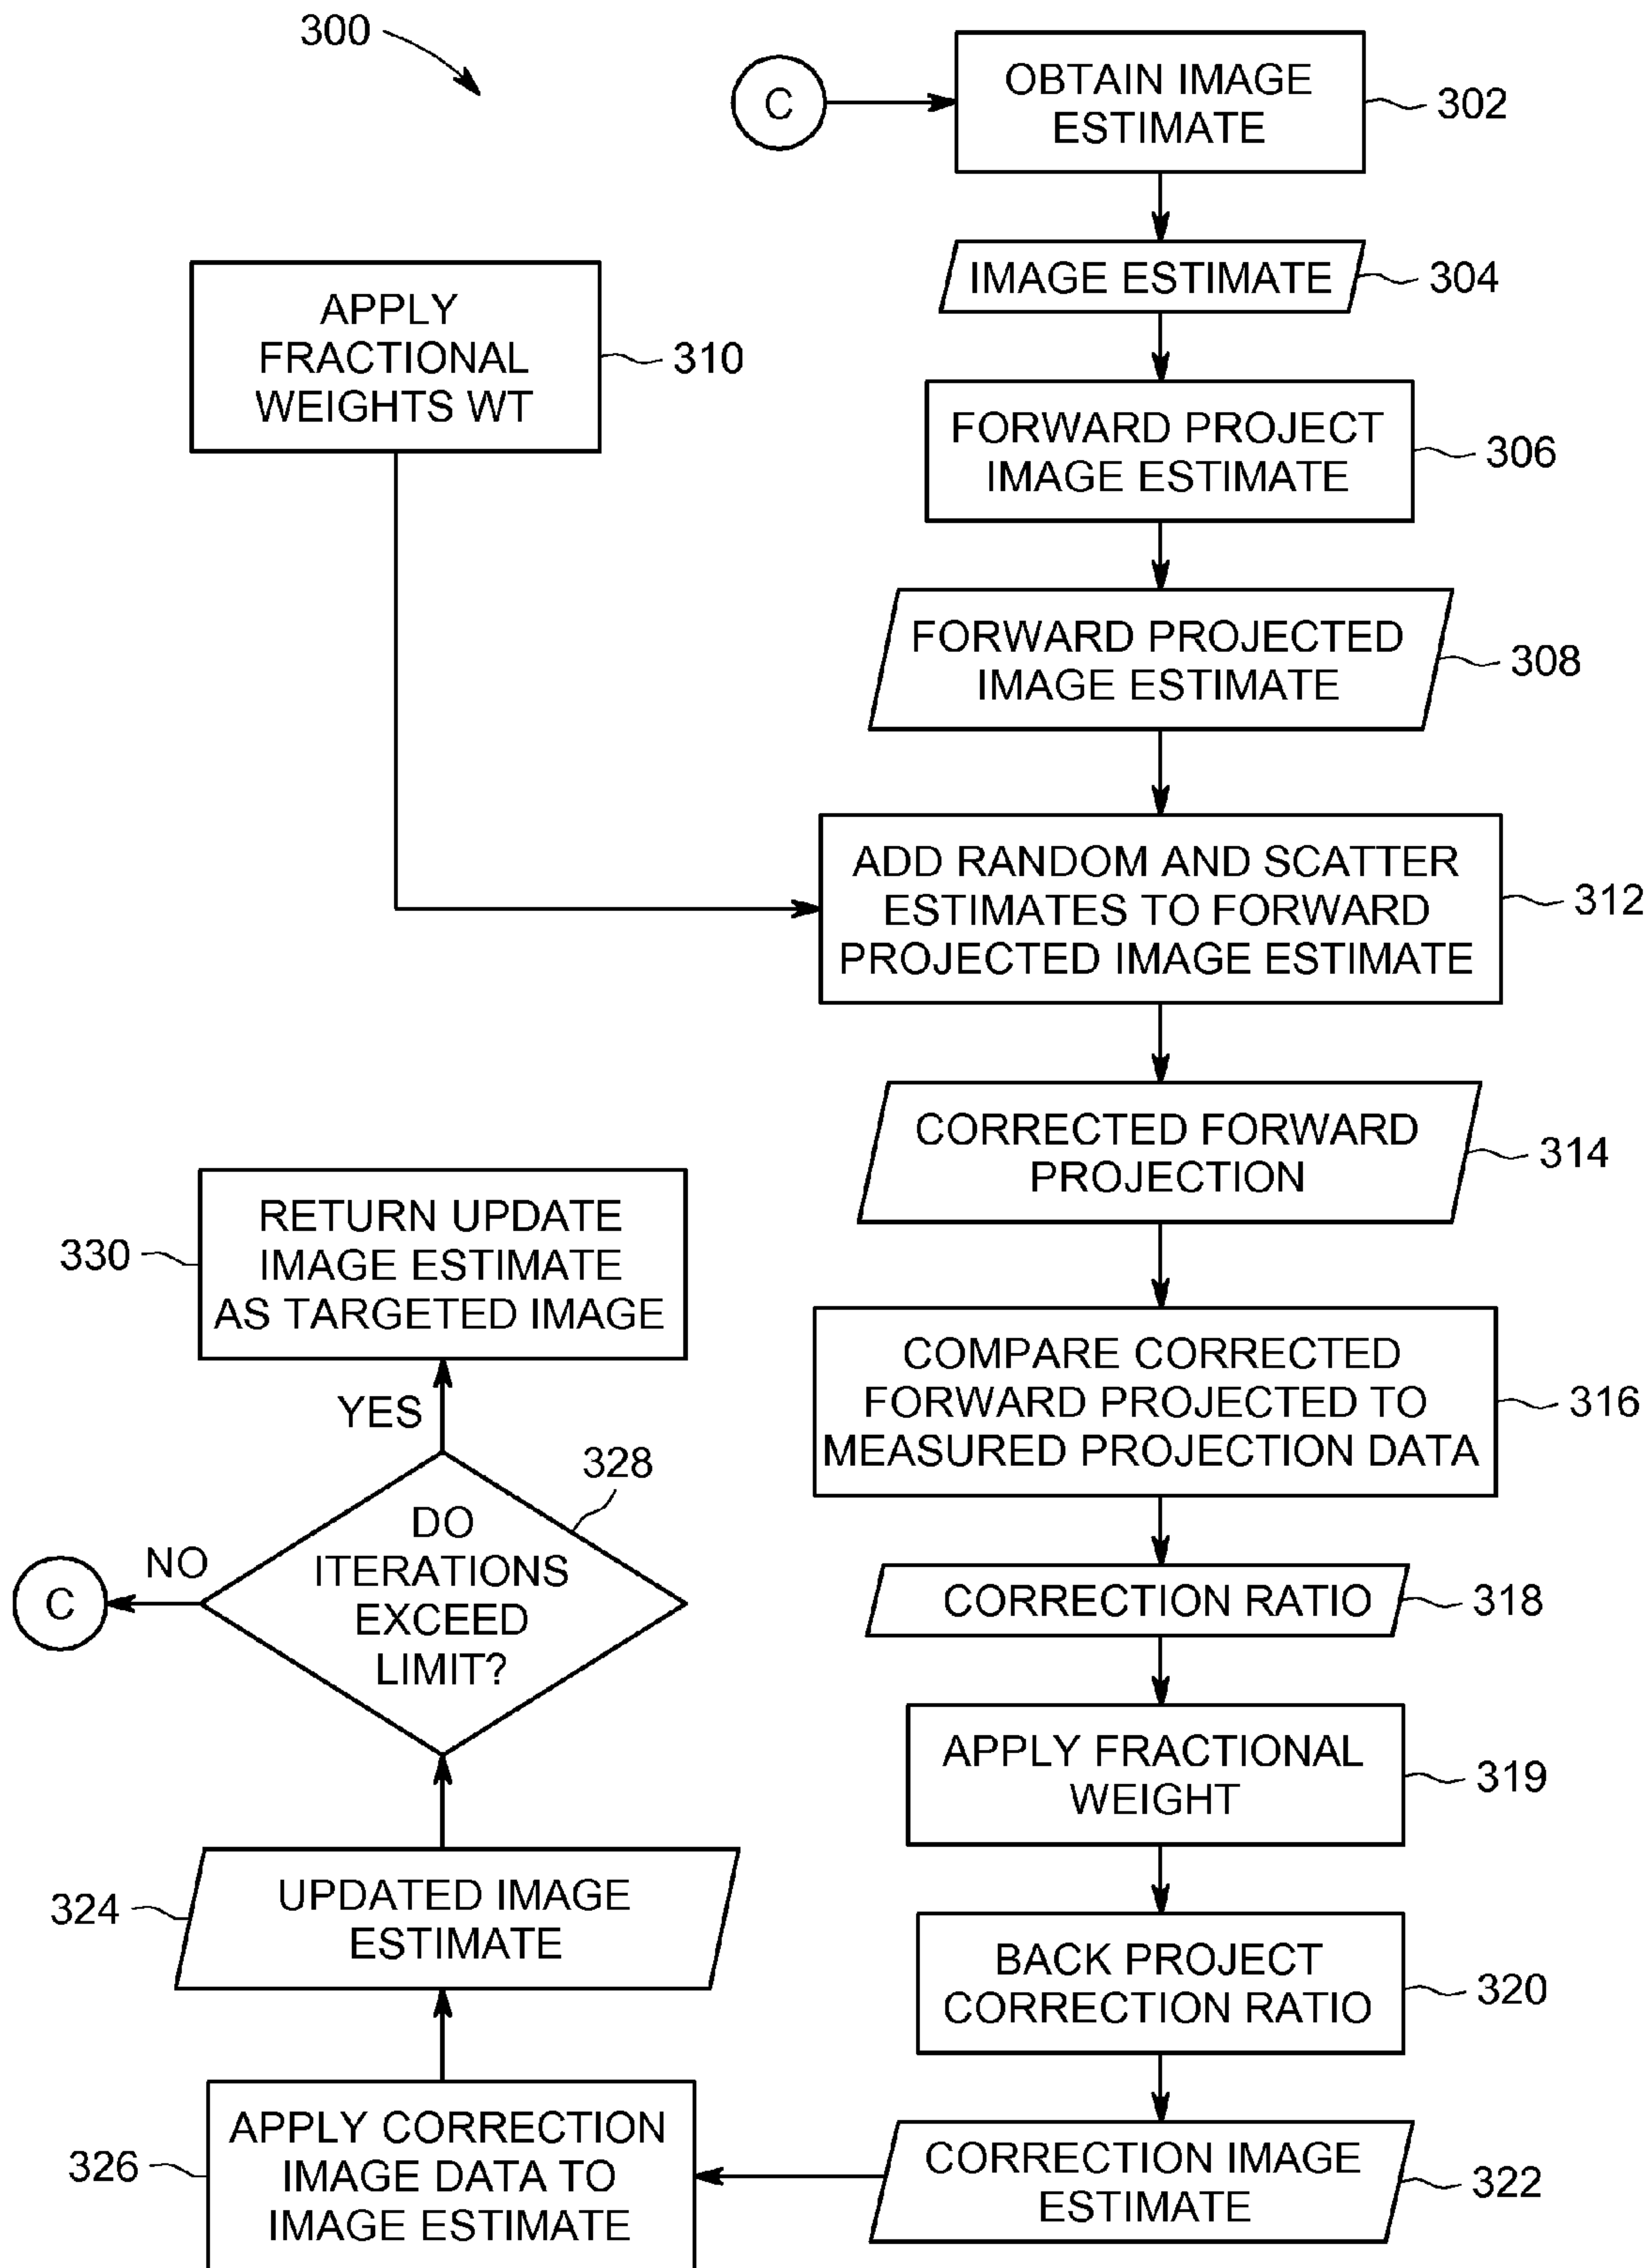 300
C
OBTAIN IMAGE
ESTIMATE
302
IMAGE ESTIMATE
304
APPLY
FRACTIONAL
WEIGHTS WT
310
FORWARD PROJECT
IMAGE ESTIMATE
306
FORWARD PROJECTED
IMAGE ESTIMATE
308
ADD RANDOM AND SCATTER
ESTIMATES TO FORWARD
PROJECTED IMAGE ESTIMATE
312
CORRECTED FORWARD
PROJECTION
314
COMPARE CORRECTED
FORWARD PROJECTED TO
MEASURED PROJECTION DATA
316
CORRECTION RATIO
318
APPLY FRACTIONAL
WEIGHT
319
BACK PROJECT
CORRECTION RATIO
320
CORRECTION IMAGE
ESTIMATE
322
APPLY CORRECTION
IMAGE DATA TO
IMAGE ESTIMATE
326
UPDATED IMAGE
ESTIMATE
324
DO
ITERATIONS
EXCEED
LIMIT?
328
NO
C
YES
RETURN UPDATE
IMAGE ESTIMATE
AS TARGETED IMAGE
330